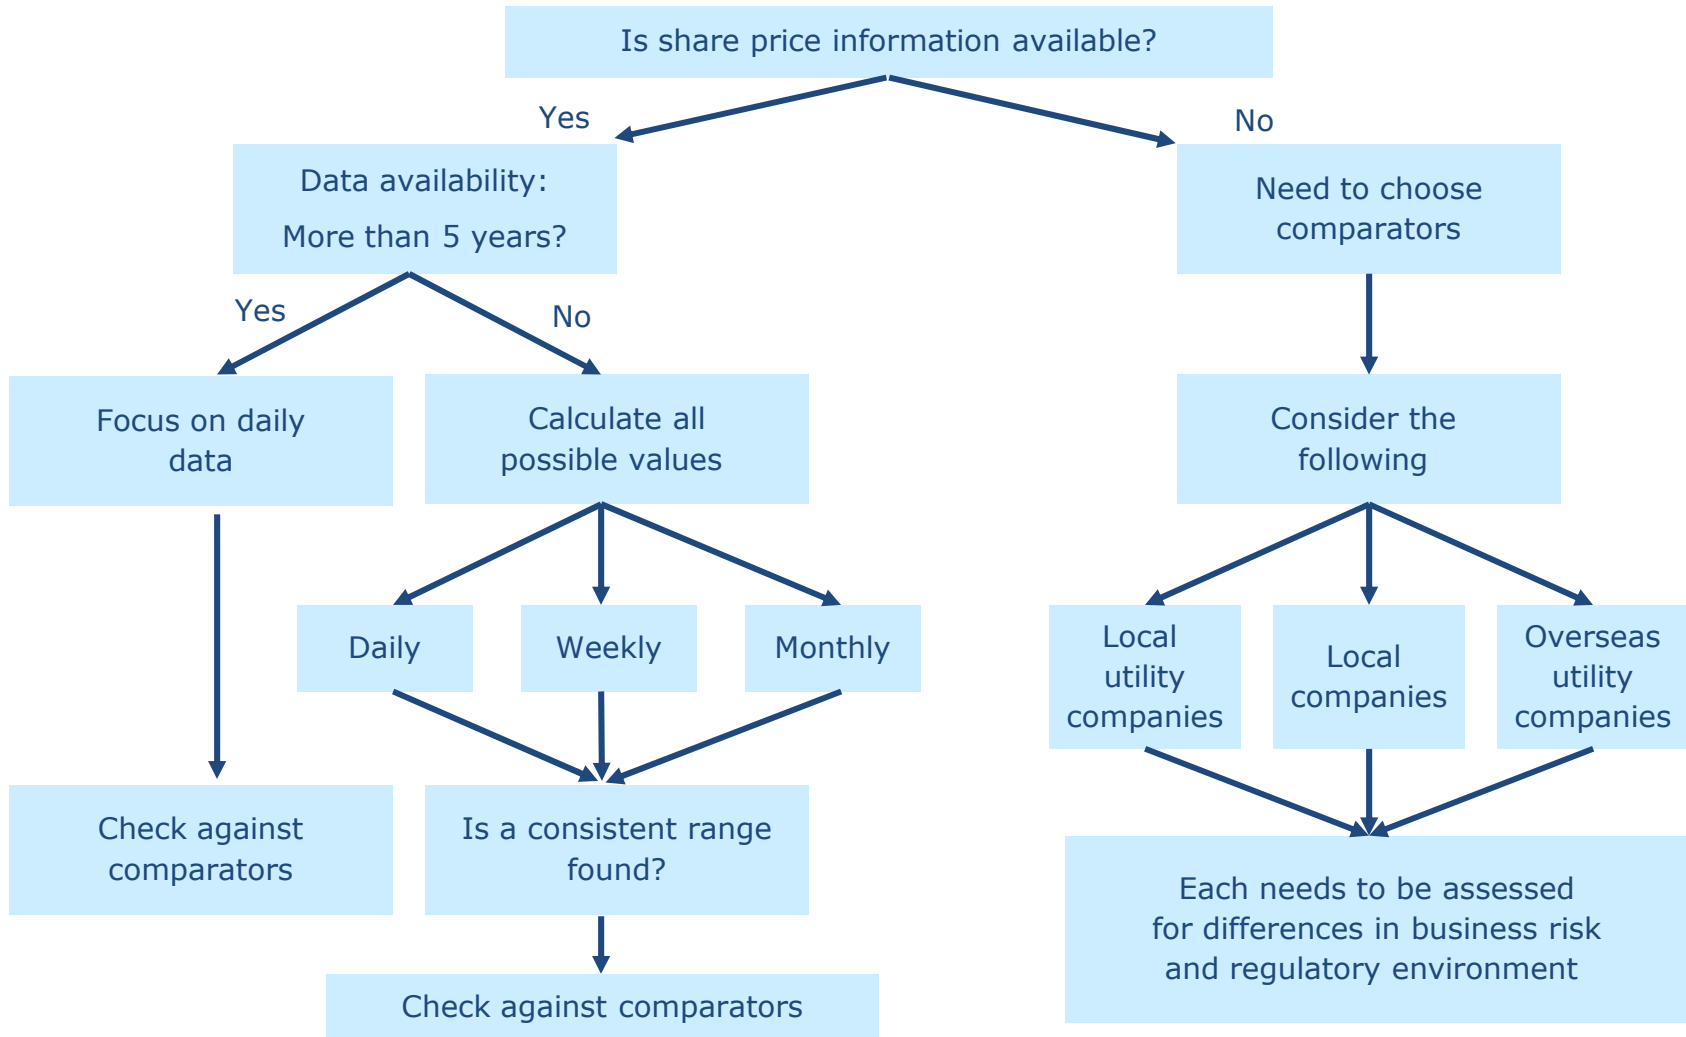 Is share price information available?
Yes
No
Data availability:
More than 5 years?
Need to choose
comparators
Yes
No
Focus on daily
data
Calculate all
possible values
Consider the
following
Daily
Weekly
Monthly
Local
utility
companies
Local
companies
Overseas
utility
companies
Check against
comparators
Is a consistent range
found?
Each needs to be assessed
for differences in business risk
and regulatory environment
Check against comparators